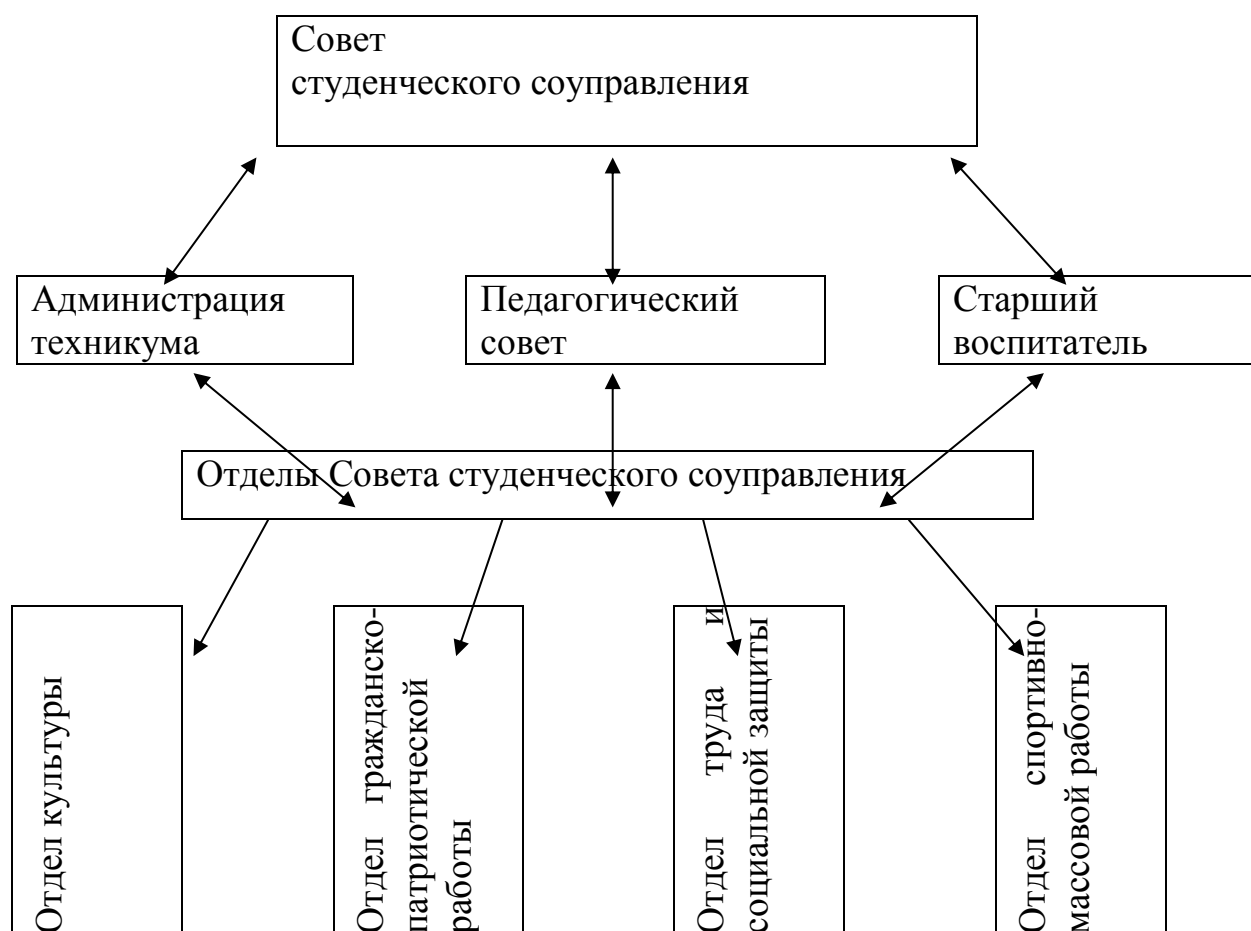 Совет
студенческого соуправления
Администрация
техникума
Педагогический
совет
Старший
воспитатель
Отделы Совета студенческого соуправления
Отдел культуры
Отдел гражданско-
патриотической
работы
Отдел труда и
социальной защиты
Отдел спортивно-
массовой работы